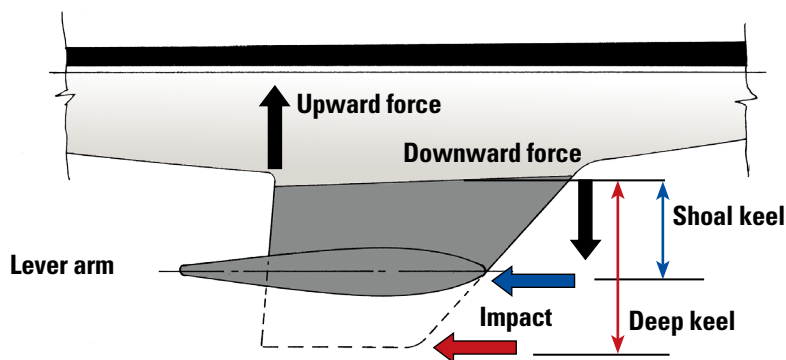 Upward force
Downward force
Shoal keel
Lever arm
Impact
Deep keel